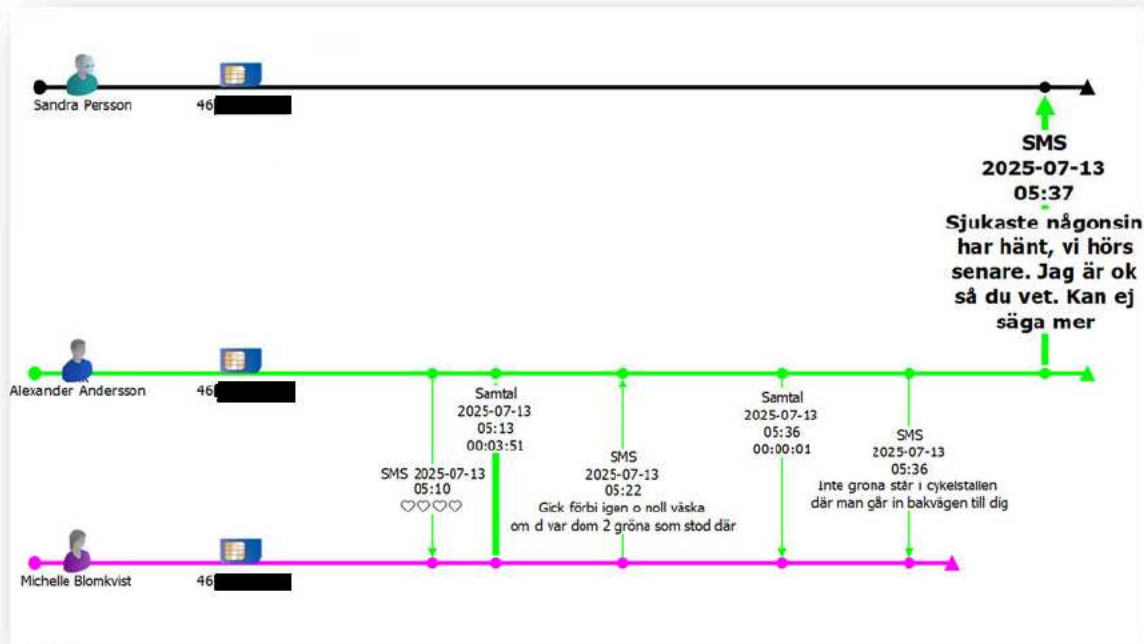 Sandra Persson
46
SMS
2025-07-13
05:37
Sjukaste någonsin
har hänt, vi hörs
senare. Jag är ok
så du vet. Kan ej
säga mer
Alexander Andersson
46
SMS 2025-07-13
05:10
♡♡♡♡
Samtal
2025-07-13
05:13
00:03:51
SMS
2025-07-13
05:22
Gick förbi igen o noll väska
om d var dom 2 gröna som stod där
Samtal
2025-07-13
05:36
00:00:01
SMS
2025-07-13
05:36
Inte gröna står i cykelställen
där man går in bakvägen till dig
Michelle Blomkvist
46